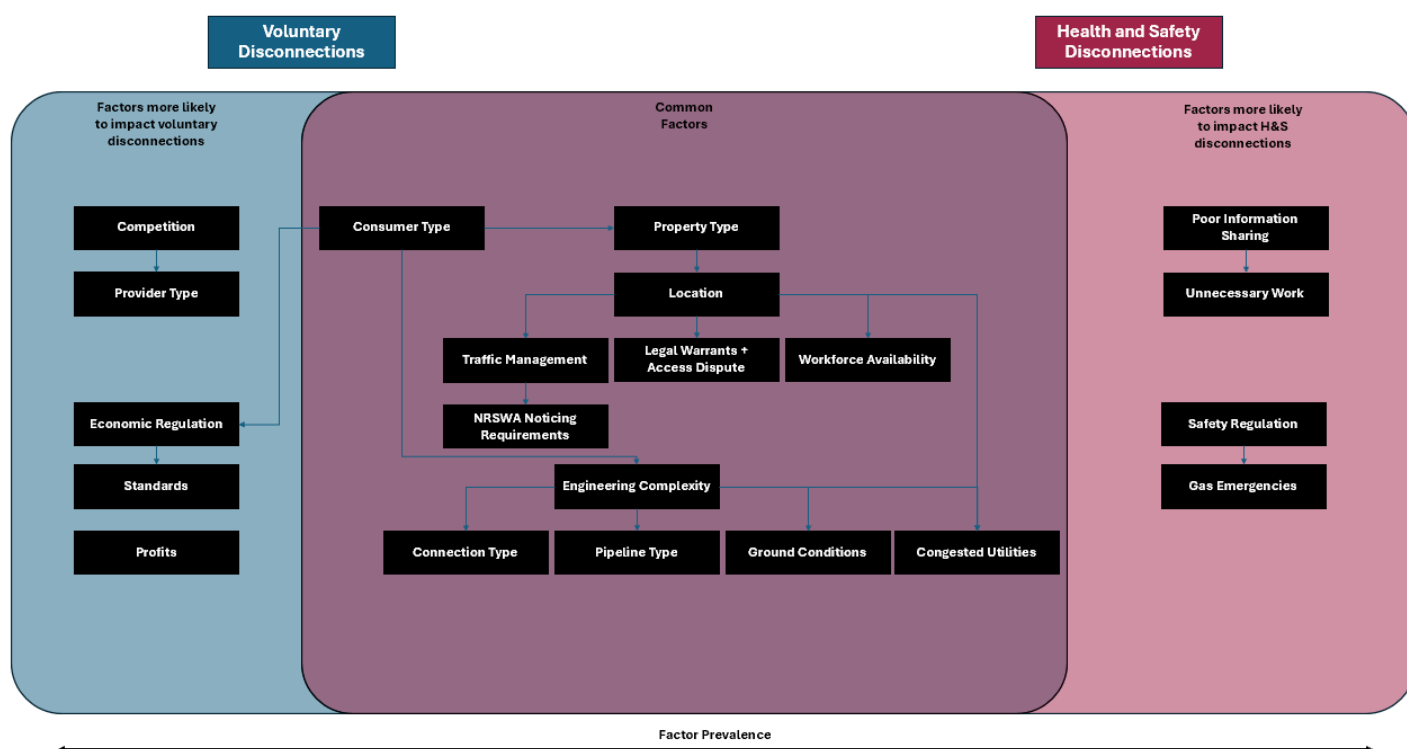 Voluntary
Disconnections
Health and Safety
Disconnections
Factors more likely
to impact voluntary
disconnections
Common
Factors
Factors more likely
to impact H&S
disconnections
Competition
Consumer Type
Property Type
Poor Information
Sharing
Provider Type
Location
Unnecessary Work
Traffic Management
Legal Warrants +
Access Dispute
Workforce Availability
Economic Regulation
NRSWA Noticing
Requirements
Safety Regulation
Standards
Engineering Complexity
Gas Emergencies
Profits
Connection Type
Pipeline Type
Ground Conditions
Congested Utilities
Factor Prevalence